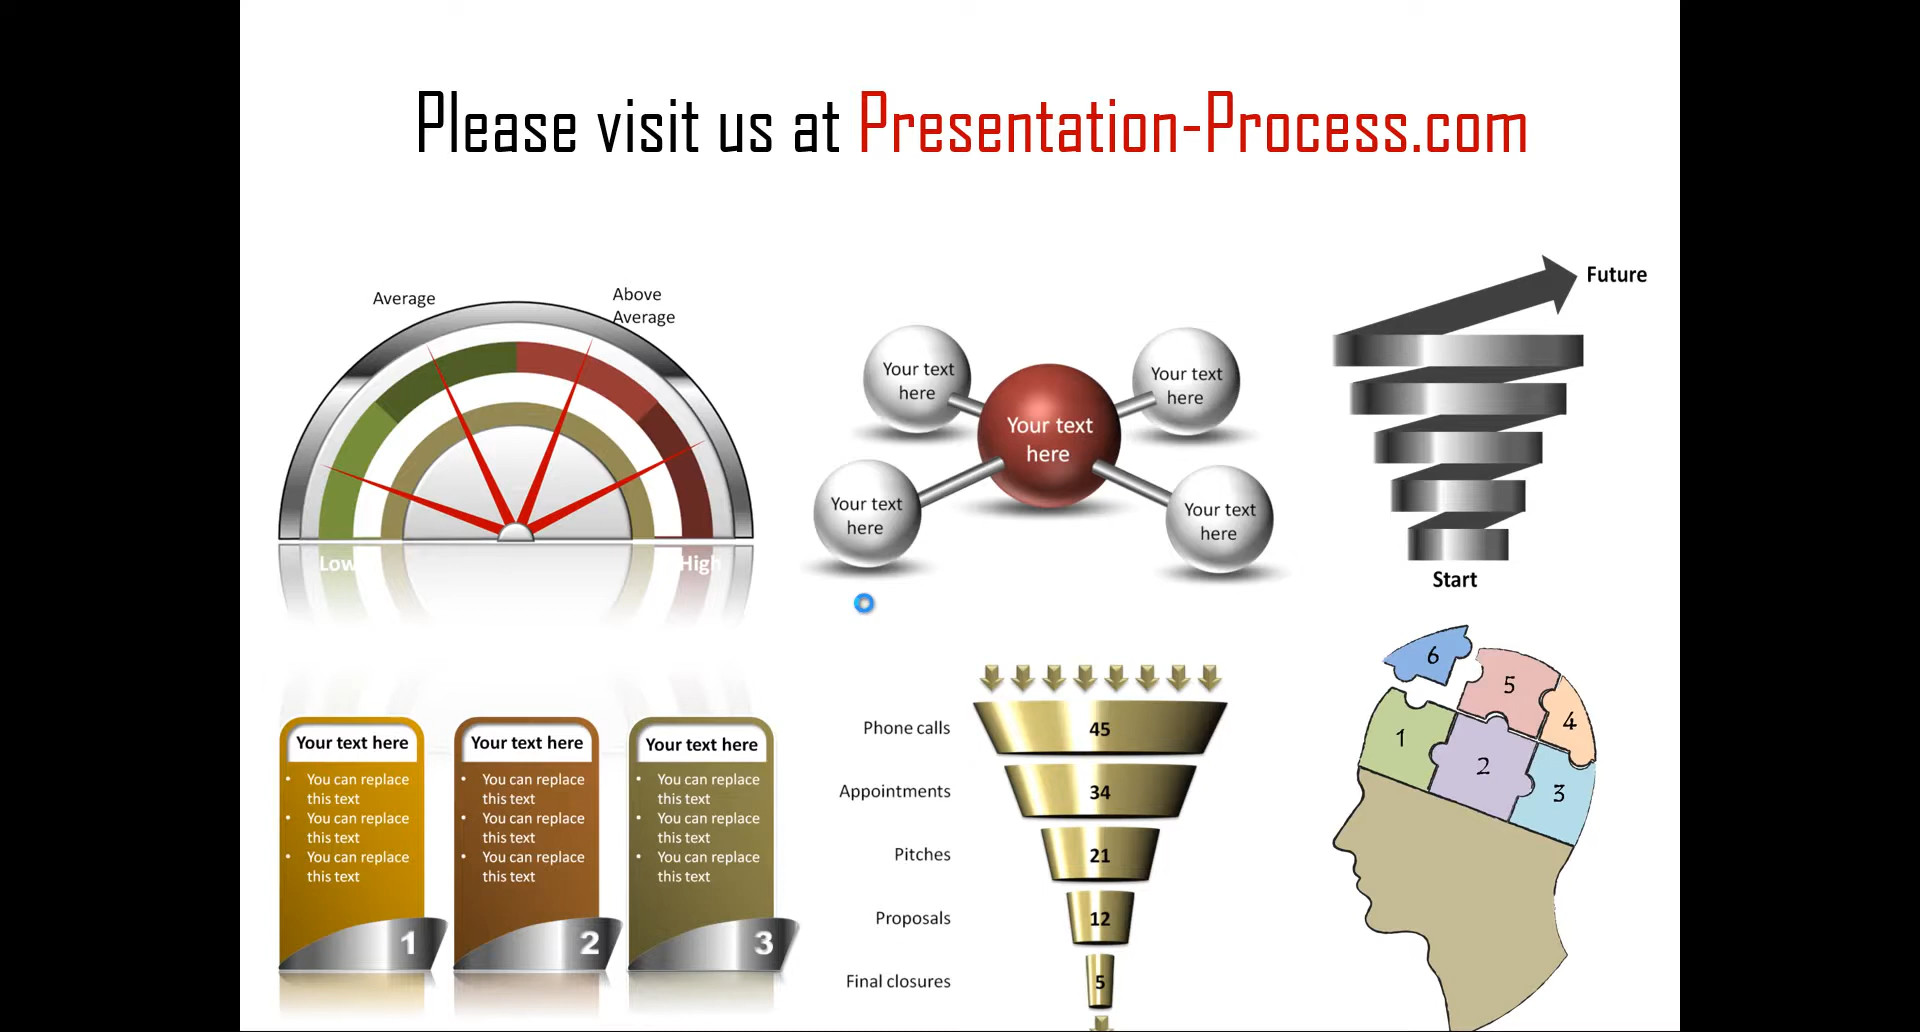 Please visit us at Presentation-Process.com
Average
Above
Average
Low
High
Your text
here
Your text
here
Your text
here
Your text
here
Your text
here
Future
Start
Your text here
• You can replace
this text
• You can replace
this text
• You can replace
this text
1
Your text here
• You can replace
this text
• You can replace
this text
• You can replace
this text
2
Your text here
• You can replace
this text
• You can replace
this text
• You can replace
this text
3
Phone calls 45
Appointments 34
Pitches 21
Proposals 12
Final closures 5
6
5
4
1
2
3